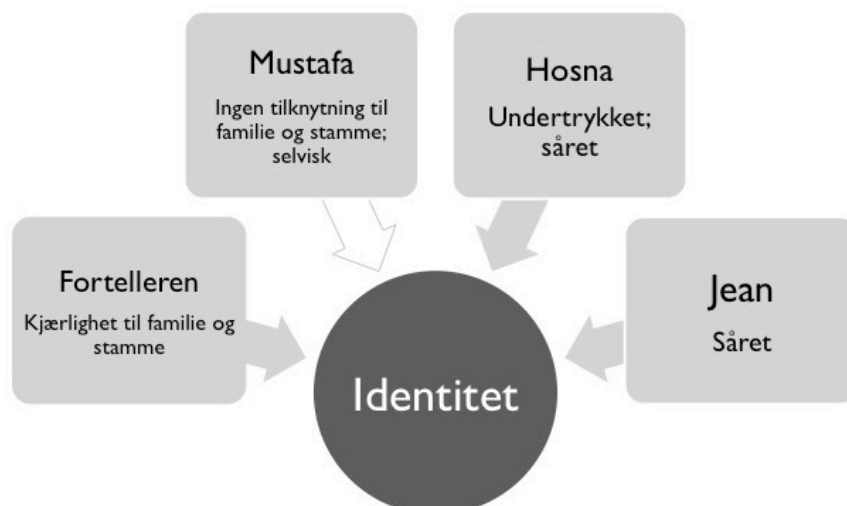 Mustafa
Ingen tilknytning til
familie og stamme;
selvisk
Hosna
Undertrykket;
såret
Fortelleren
Kjærlighet til familie og
stamme
Jean
Såret
Identitet